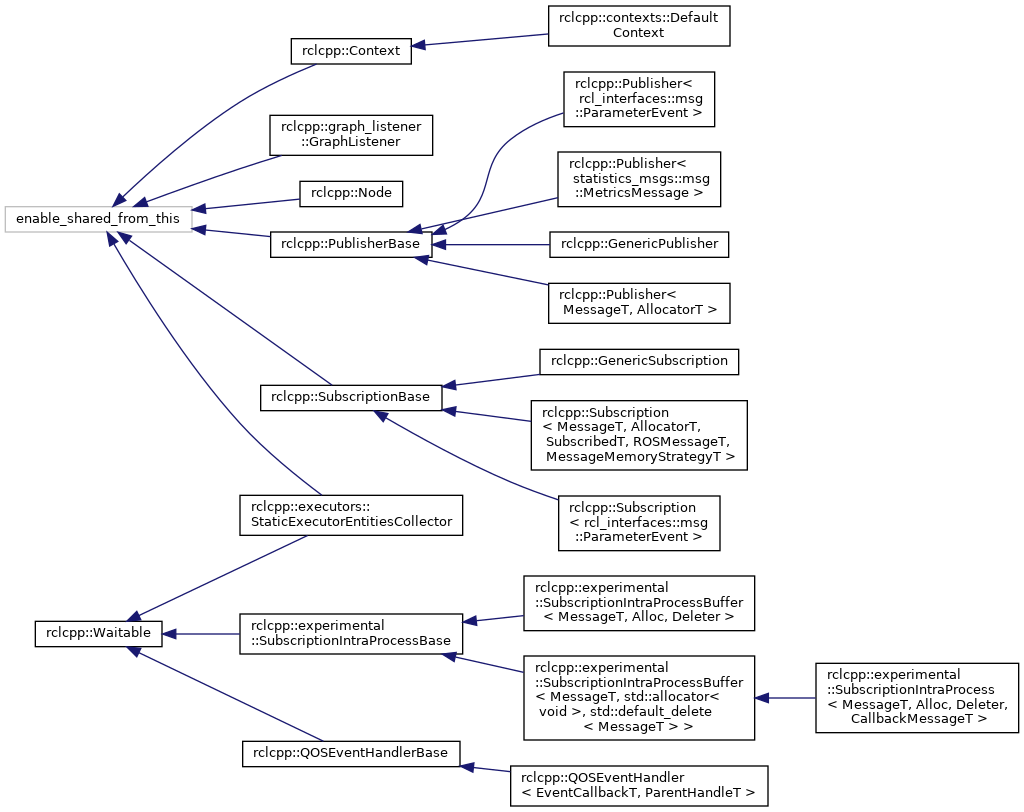 rclcpp::contexts::Default
Context
rclcpp::Context
rclcpp::Publisher<
rcl_interfaces::msg
::ParameterEvent >
rclcpp::graph_listener
::GraphListener
rclcpp::Publisher<
statistics_msgs::msg
::MetricsMessage >
rclcpp::Node
enable_shared_from_this
rclcpp::PublisherBase
rclcpp::GenericPublisher
rclcpp::Publisher<
MessageT, AllocatorT >
rclcpp::GenericSubscription
rclcpp::SubscriptionBase
rclcpp::Subscription
< MessageT, AllocatorT,
SubscribedT, ROSMessageT,
MessageMemoryStrategyT >
rclcpp::executors::
StaticExecutorEntitiesCollector
rclcpp::Subscription
< rcl_interfaces::msg
::ParameterEvent >
rclcpp::experimental
::SubscriptionIntraProcessBuffer
< MessageT, Alloc, Deleter >
rclcpp::Waitable
rclcpp::experimental
::SubscriptionIntraProcessBase
rclcpp::experimental
::SubscriptionIntraProcessBuffer
< MessageT, std::allocator<
void >, std::default_delete
< MessageT > >
rclcpp::experimental
::SubscriptionIntraProcess
< MessageT, Alloc, Deleter,
CallbackMessageT >
rclcpp::QOSEventHandlerBase
rclcpp::QOSEventHandler
< EventCallbackT, ParentHandleT >